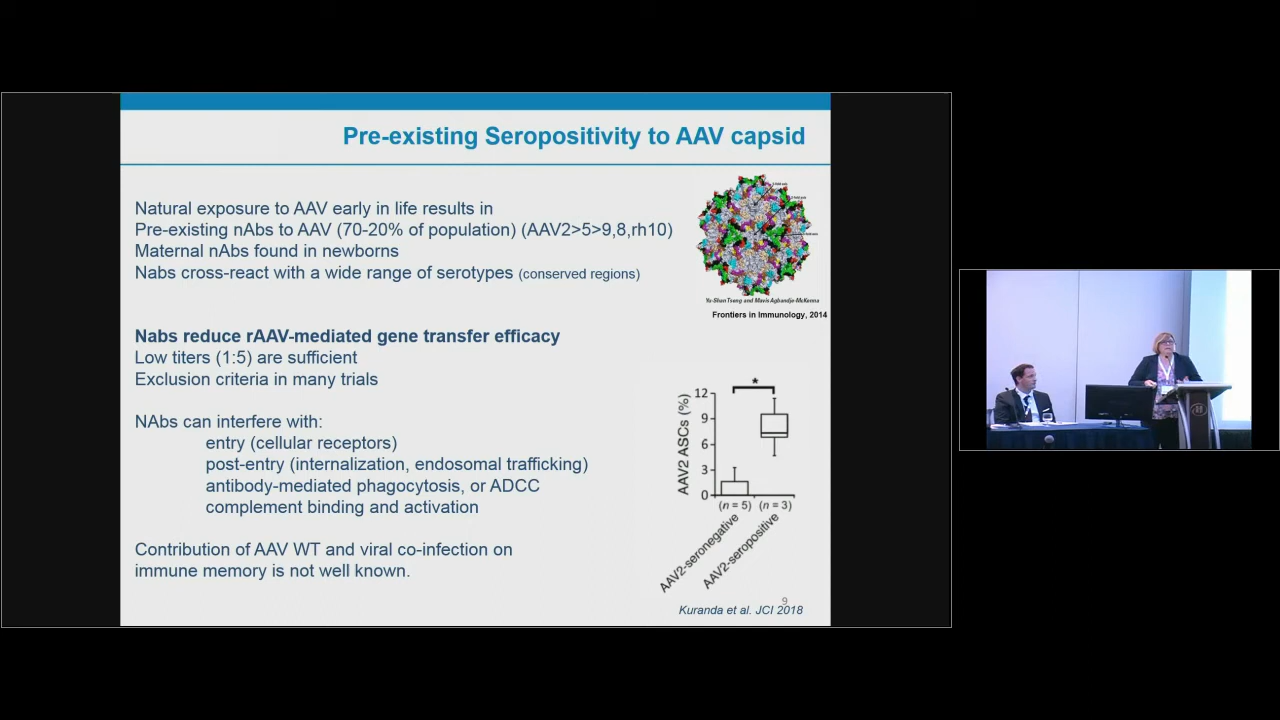 Pre-existing Seropositivity to AAV capsid
Natural exposure to AAV early in life results in
Pre-existing nAbs to AAV (70-20% of population) (AAV2>5>9,8,rh10)
Maternal nAbs found in newborns
Nabs cross-react with a wide range of serotypes (conserved regions)
Yu-Shan Tseng and Mavis Agbandje-McKenna
Frontiers in Immunology, 2014
Nabs reduce rAAV-mediated gene transfer efficacy
Low titers (1:5) are sufficient
Exclusion criteria in many trials
NAbs can interfere with:
entry (cellular receptors)
post-entry (internalization, endosomal trafficking)
antibody-mediated phagocytosis, or ADCC
complement binding and activation
Contribution of AAV WT and viral co-infection on
immune memory is not well known.
*
AAV2 ASCs (%)
12
9
6
3
0
(n = 5) (n = 3)
AAV2-seronegative
AAV2-seropositive
9
Kuranda et al. JCI 2018